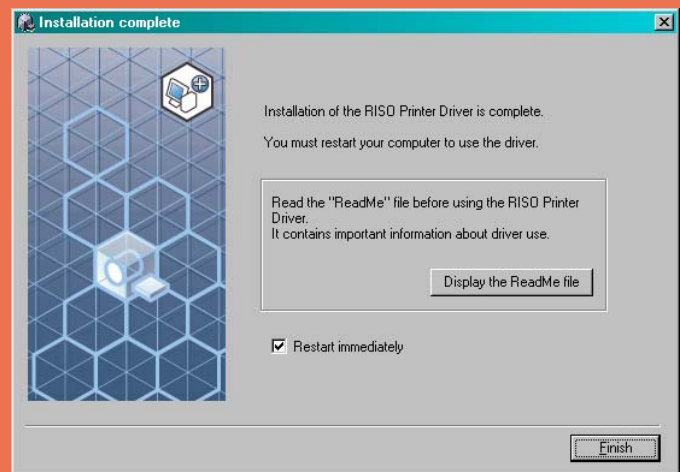 Installation complete
Installation of the RISO Printer Driver is complete.
You must restart your computer to use the driver.
Read the "ReadMe" file before using the RISO Printer
Driver.
It contains important information about driver use.
Display the ReadMe file
Restart immediately
Finish